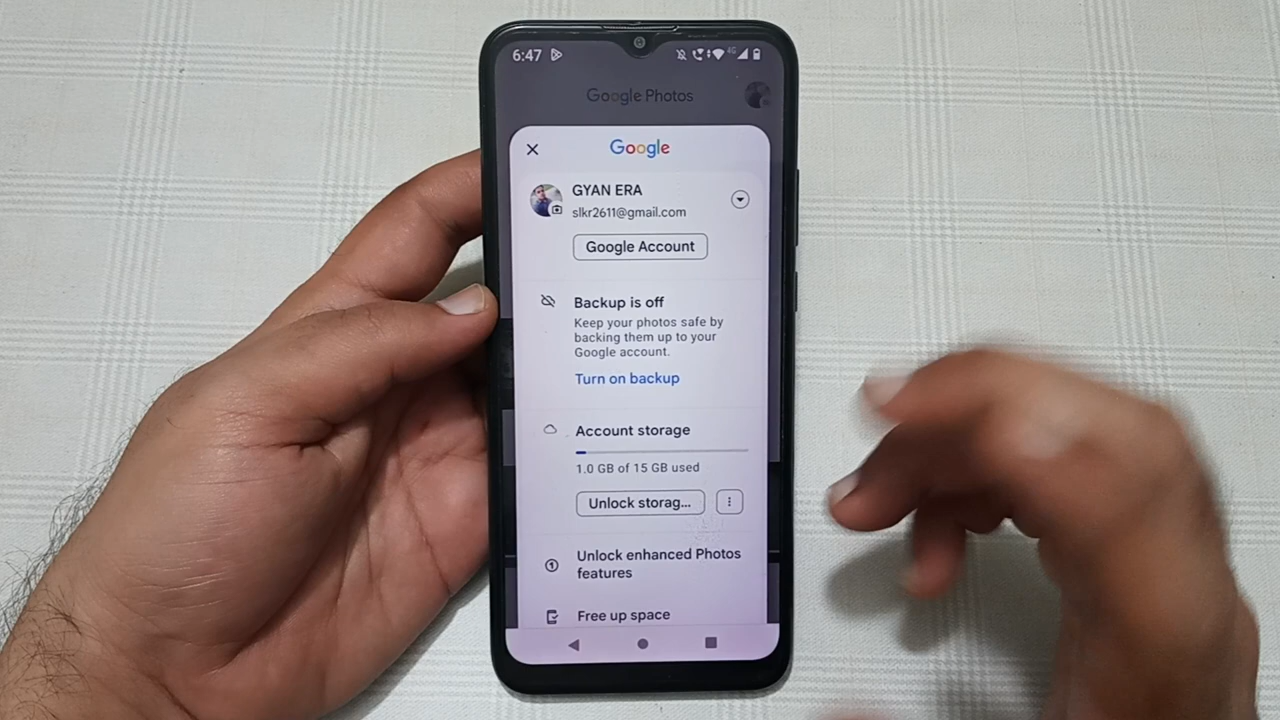 6:47
4G
Google Photos
Google
GYAN ERA
slkr2611@gmail.com
Google Account
Backup is off
Keep your photos safe by
backing them up to your
Google account.
Turn on backup
Account storage
1.0 GB of 15 GB used
Unlock storag...
Unlock enhanced Photos
features
Free up space